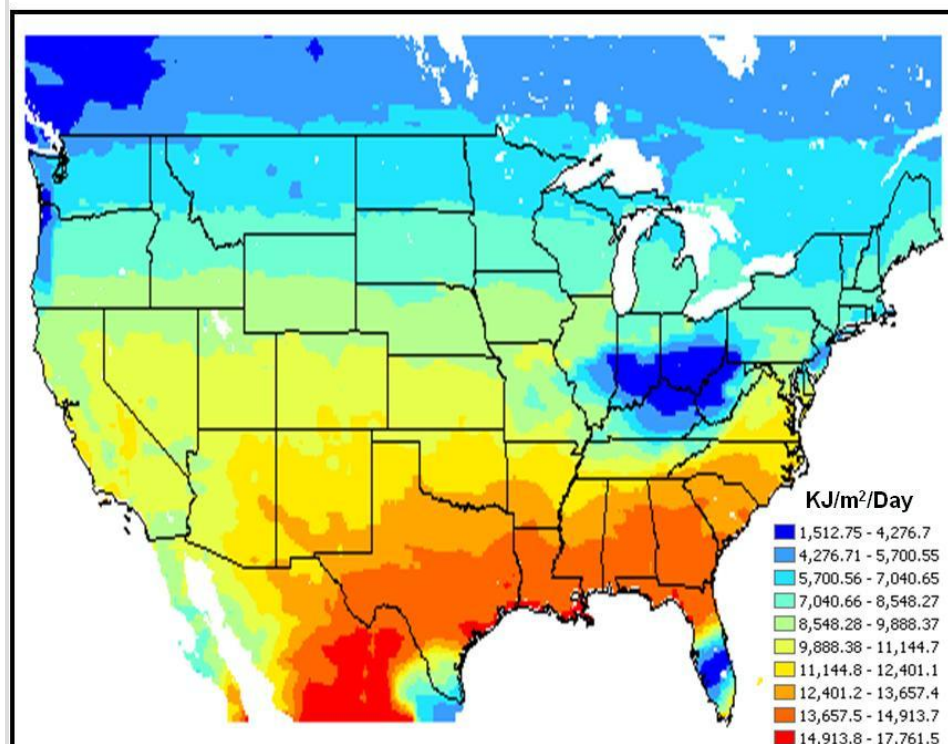 KJ/m²/Day
1,512.75 - 4,276.7
4,276.71 - 5,700.55
5,700.56 - 7,040.65
7,040.66 - 8,548.27
8,548.28 - 9,888.37
9,888.38 - 11,144.7
11,144.8 - 12,401.1
12,401.2 - 13,657.4
13,657.5 - 14,913.7
14,913.8 - 17,761.5